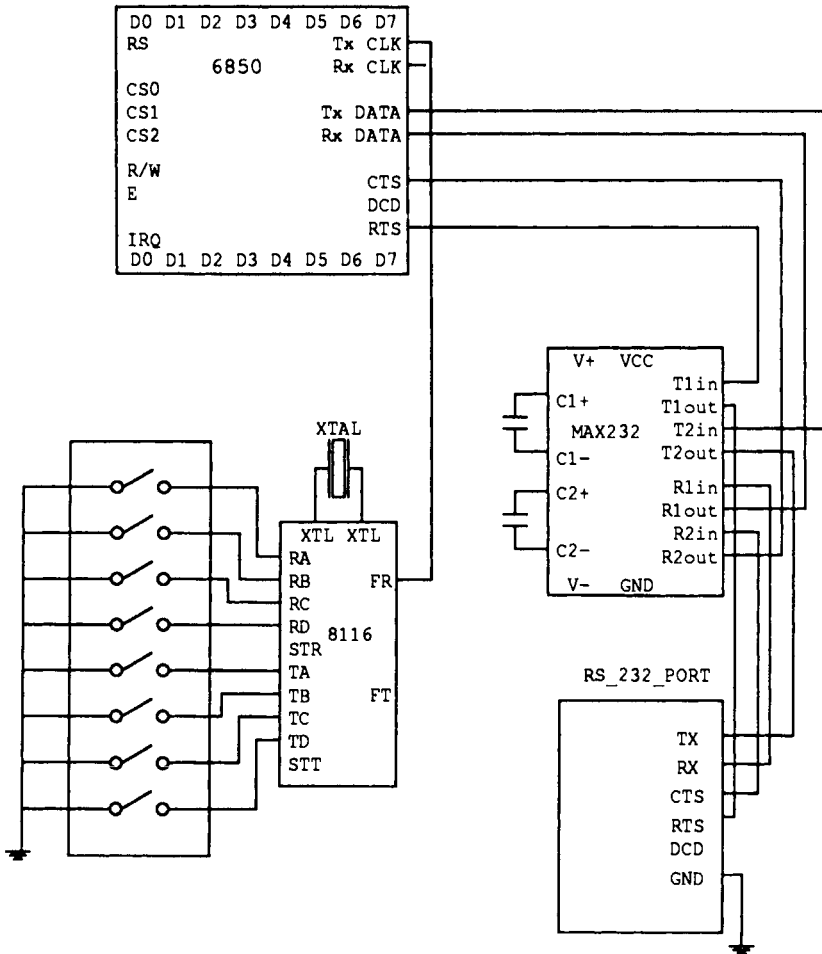 D0 D1 D2 D3 D4 D5 D6 D7
RS Tx CLK
6850 Rx CLK
CS0
CS1 Tx DATA
CS2 Rx DATA
R/W
CTS
E
DCD
RTS
IRQ
D0 D1 D2 D3 D4 D5 D6 D7
V+ VCC
T1in
C1+ T1out
MAX232 T2in
C1- T2out
C2+ R1in
R1out
R2in
C2- R2out
V- GND
XTAL
XTL XTL
RA
RB FR
RC
RD 8116
STR
TA
TB FT
TC
TD
STT
RS_232_PORT
TX
RX
CTS
RTS
DCD
GND